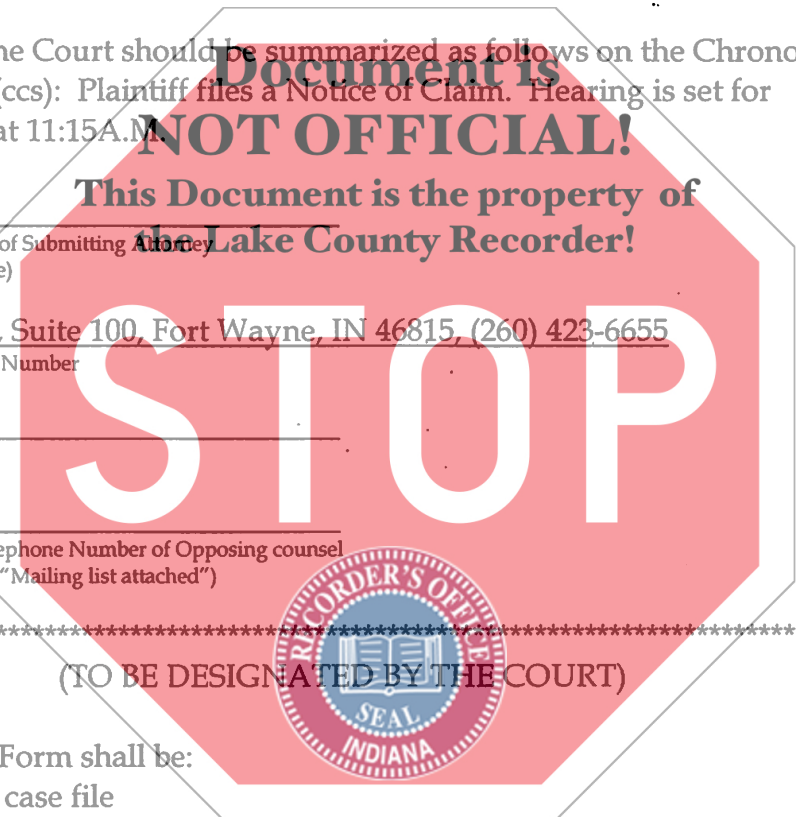 he Court should be summarized as follows on the Chrono
(ccs): Plaintiff files a Notice of Claim. Hearing is set for
at 11:15A.M.
Document is
NOT OFFICIAL!
This Document is the property of
the Lake County Recorder!
of Submitting Attorney
e)
, Suite 100, Fort Wayne, IN 46815, (260) 423-6655
Number
STOP
ephone Number of Opposing counsel
"Mailing list attached")
RECORDER'S OFFICE
SEAL
INDIANA
********************************************************************************
(TO BE DESIGNATED BY THE COURT)
Form shall be:
case file